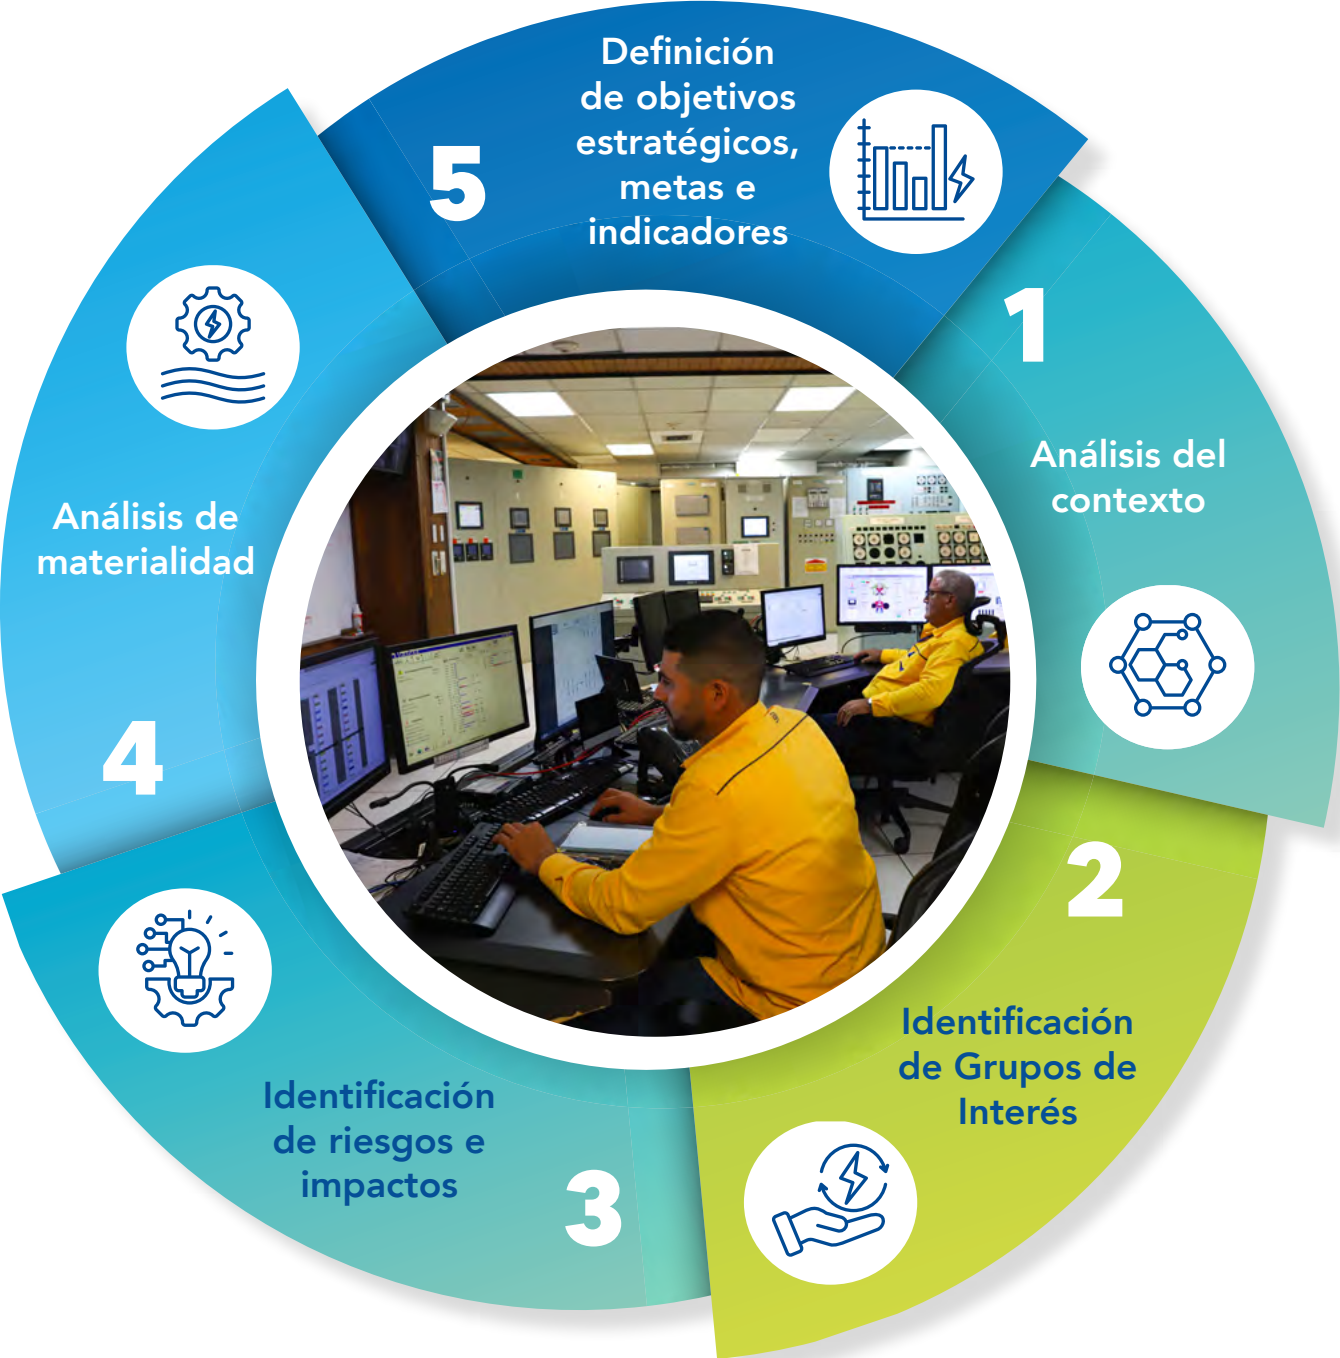 1
Análisis del
contexto
2
Identificación
de Grupos de
Interés
3
Identificación
de riesgos e
impactos
4
Análisis de
materialidad
5
Definición
de objetivos
estratégicos,
metas e
indicadores